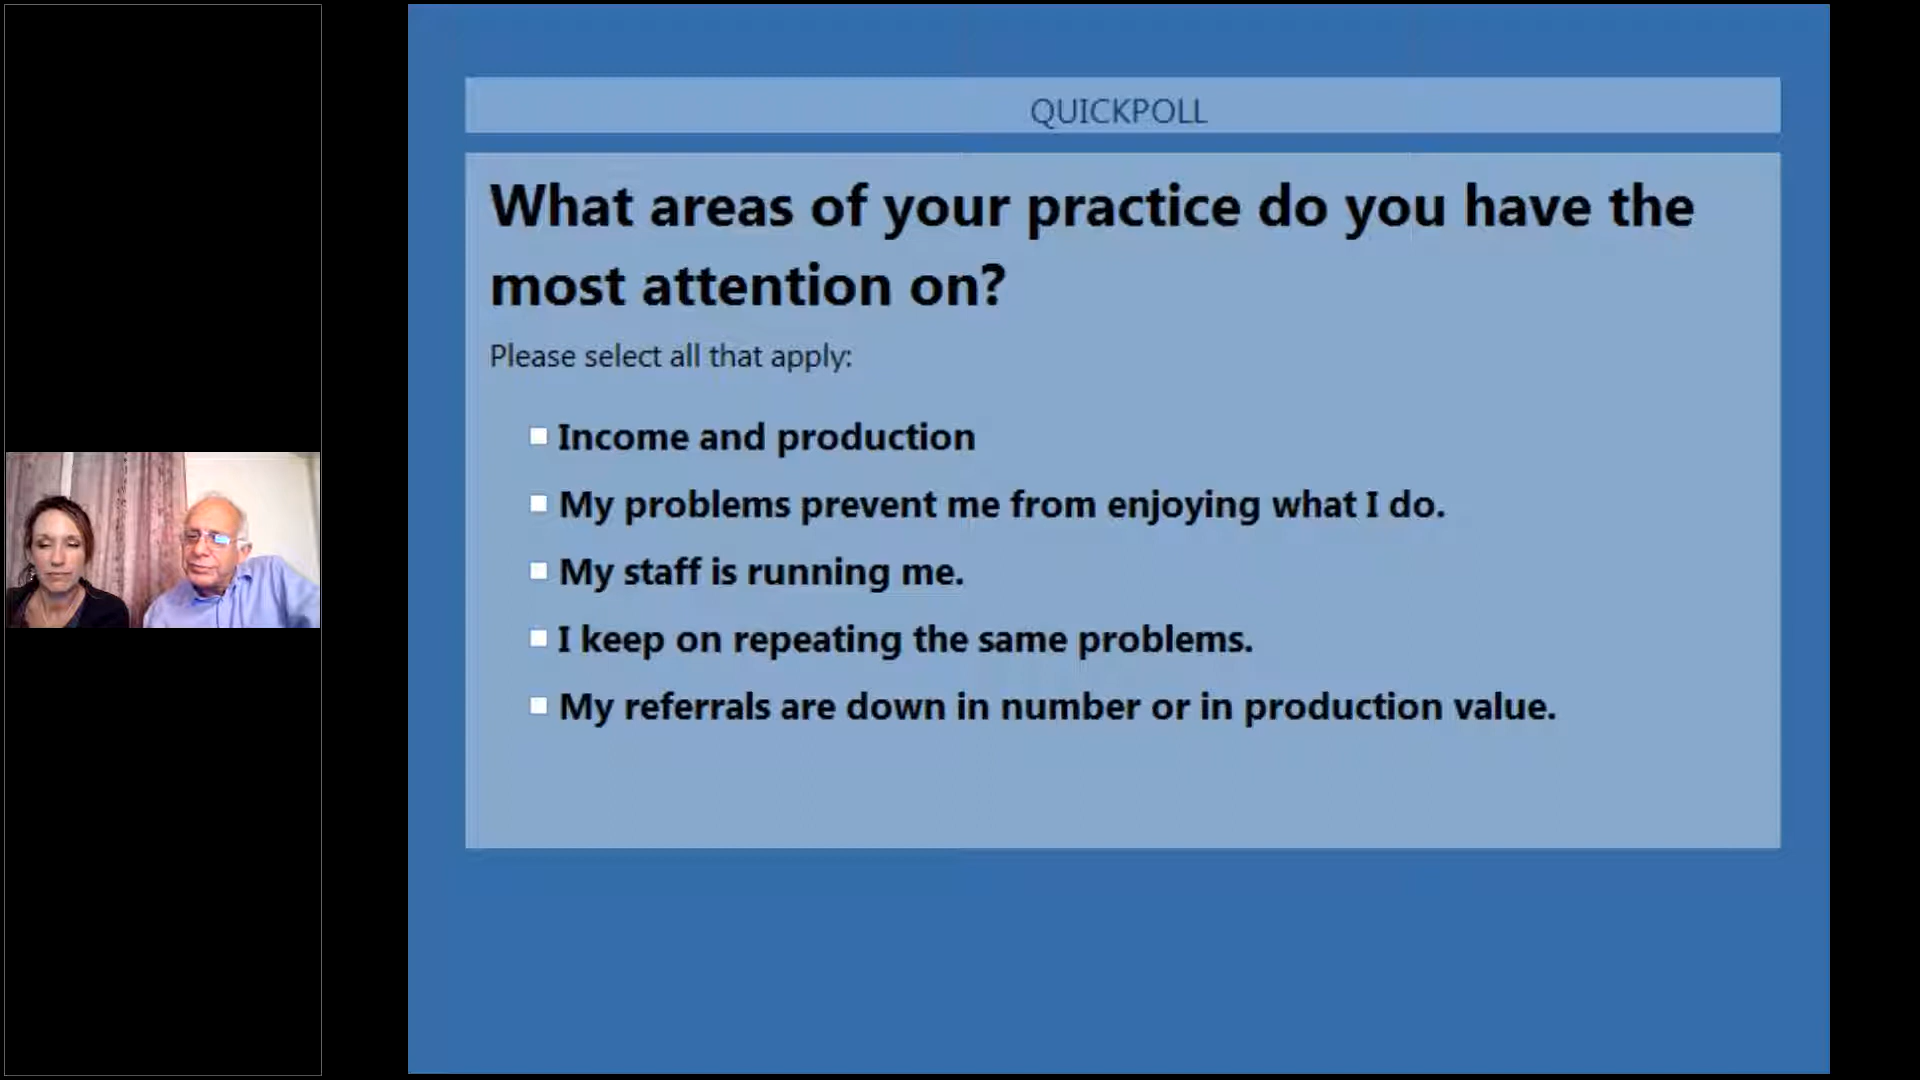 QUICKPOLL
What areas of your practice do you have the
most attention on?
Please select all that apply:
Income and production
My problems prevent me from enjoying what I do.
My staff is running me.
I keep on repeating the same problems.
My referrals are down in number or in production value.